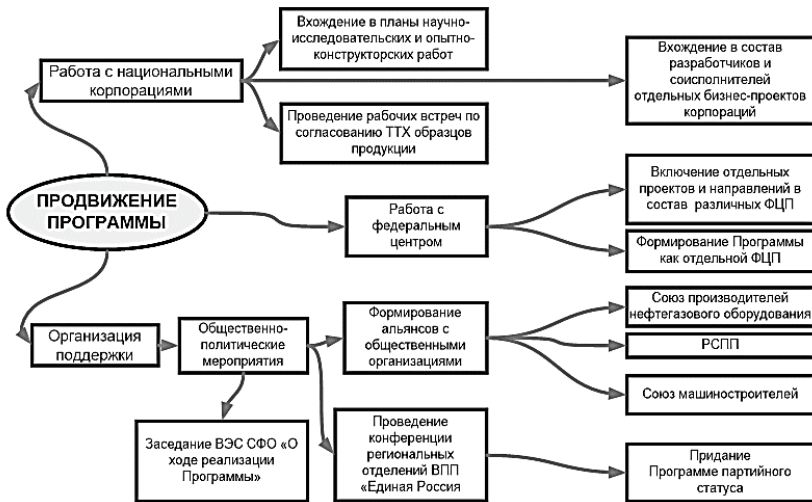 Вхождение в планы научно-
исследовательских и опытно-
конструкторских работ
Работа с национальными
корпорациями
Вхождение в состав
разработчиков и
соисполнителей
отдельных бизнес-проектов
корпораций
Проведение рабочих встреч по
согласованию ТТХ образцов
продукции
ПРОДВИЖЕНИЕ
ПРОГРАММЫ
Работа с
федеральным
центром
Включение отдельных
проектов и направлений в
состав различных ФЦП
Формирование Программы
как отдельной ФЦП
Организация
поддержки
Общественно-
политические
мероприятия
Формирование
альянсов с
общественными
организациями
Союз производителей
нефтегазового оборудования
РСПП
Союз машиностроителей
Заседание ВЭС СФО «О
ходе реализации
Программы»
Проведение
конференции
региональных
отделений ВПП
«Единая Россия
Придание
Программе партийного
статуса